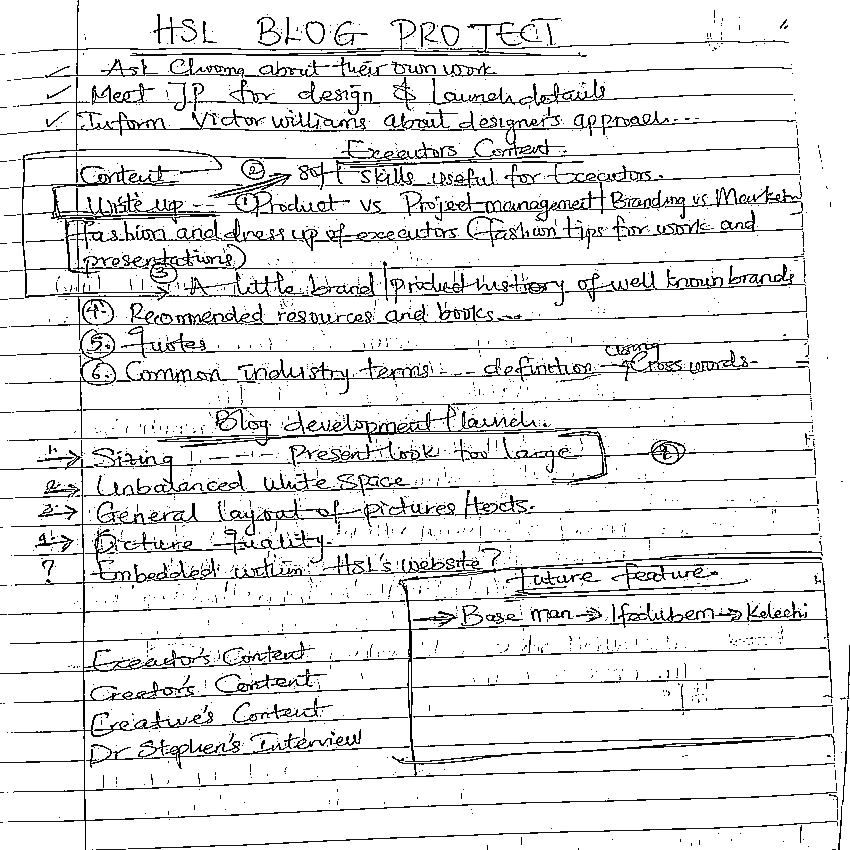 HSL BLOG PROJECT
✓ Ask Chwong about their own work
✓ Meet JP for design & Launch details
✓ Inform Victor williams about designer's approach...
Executors Content
Content ② → Soft skills useful for Executors.
Write up -- ① Product vs Project management | Branding vs Market
fashion and dress up of executors (fashion tips for work and
presentations)
③ → A little brand/product history of well known brands
④ Recommended resources and books...
⑤ Quotes
⑥ Common industry terms --- definition → using Cross words.
Blog development/launch.
1. → Sizing --- Present look too large
2. → Unbalanced white space
3. → General layout of pictures/texts.
4. → Picture Quality.
? Embedded within HSL's website?
Future feature.
→ Base man → Ifedubem → Kelechi
Executor's Content
Creator's Content
Creative's Content
Dr Stephen's Interview